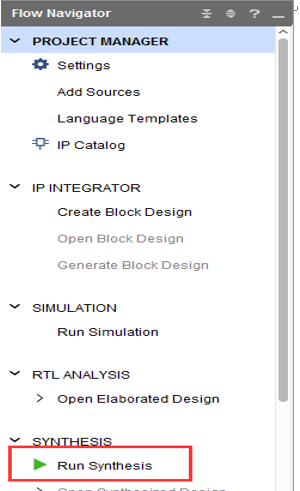 Flow Navigator
PROJECT MANAGER
Settings
Add Sources
Language Templates
IP Catalog
IP INTEGRATOR
Create Block Design
Open Block Design
Generate Block Design
SIMULATION
Run Simulation
RTL ANALYSIS
Open Elaborated Design
SYNTHESIS
Run Synthesis
Open Synthesized Design